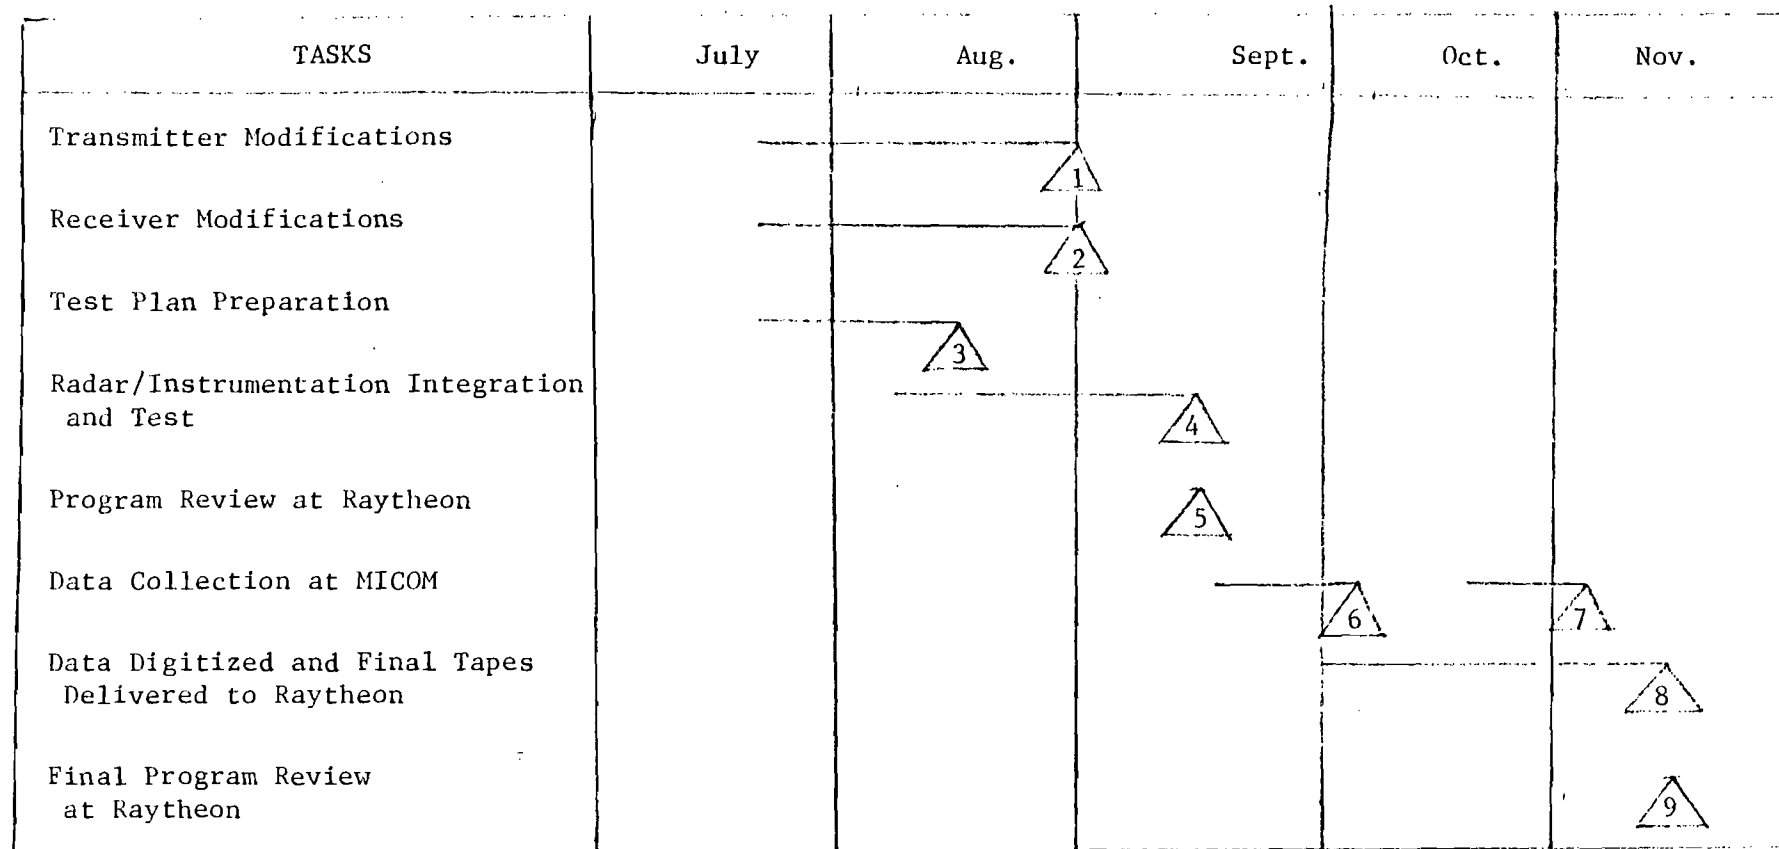 TASKS July Aug. Sept. Oct. Nov.
Transmitter Modifications
1
Receiver Modifications
2
Test Plan Preparation
3
Radar/Instrumentation Integration
and Test
4
Program Review at Raytheon
5
Data Collection at MICOM
6 7
Data Digitized and Final Tapes
Delivered to Raytheon
8
Final Program Review
at Raytheon
9